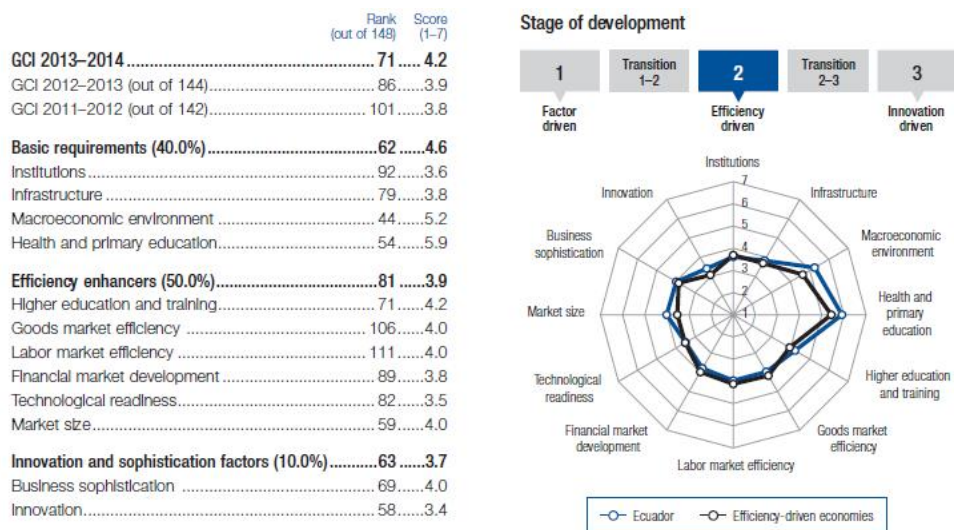 Rank Score
(out of 148) (1–7)
GCI 2013–2014 71 4.2
GCI 2012–2013 (out of 144) 86 3.9
GCI 2011–2012 (out of 142) 101 3.8
Basic requirements (40.0%) 62 4.6
Institutions 92 3.6
Infrastructure 79 3.8
Macroeconomic environment 44 5.2
Health and primary education 54 5.9
Efficiency enhancers (50.0%) 81 3.9
Higher education and training 71 4.2
Goods market efficiency 106 4.0
Labor market efficiency 111 4.0
Financial market development 89 3.8
Technological readiness 82 3.5
Market size 59 4.0
Innovation and sophistication factors (10.0%) 63 3.7
Business sophistication 69 4.0
Innovation 58 3.4
Stage of development
1 Transition 1–2 2 Transition 2–3 3
Factor driven
Efficiency driven
Innovation driven
Institutions
Infrastructure
Macroeconomic
environment
Health and
primary
education
Higher education
and training
Goods market
efficiency
Labor market efficiency
Financial market
development
Technological
readiness
Market size
Business
sophistication
Innovation
7
6
5
4
3
2
1
Ecuador Efficiency-driven economies